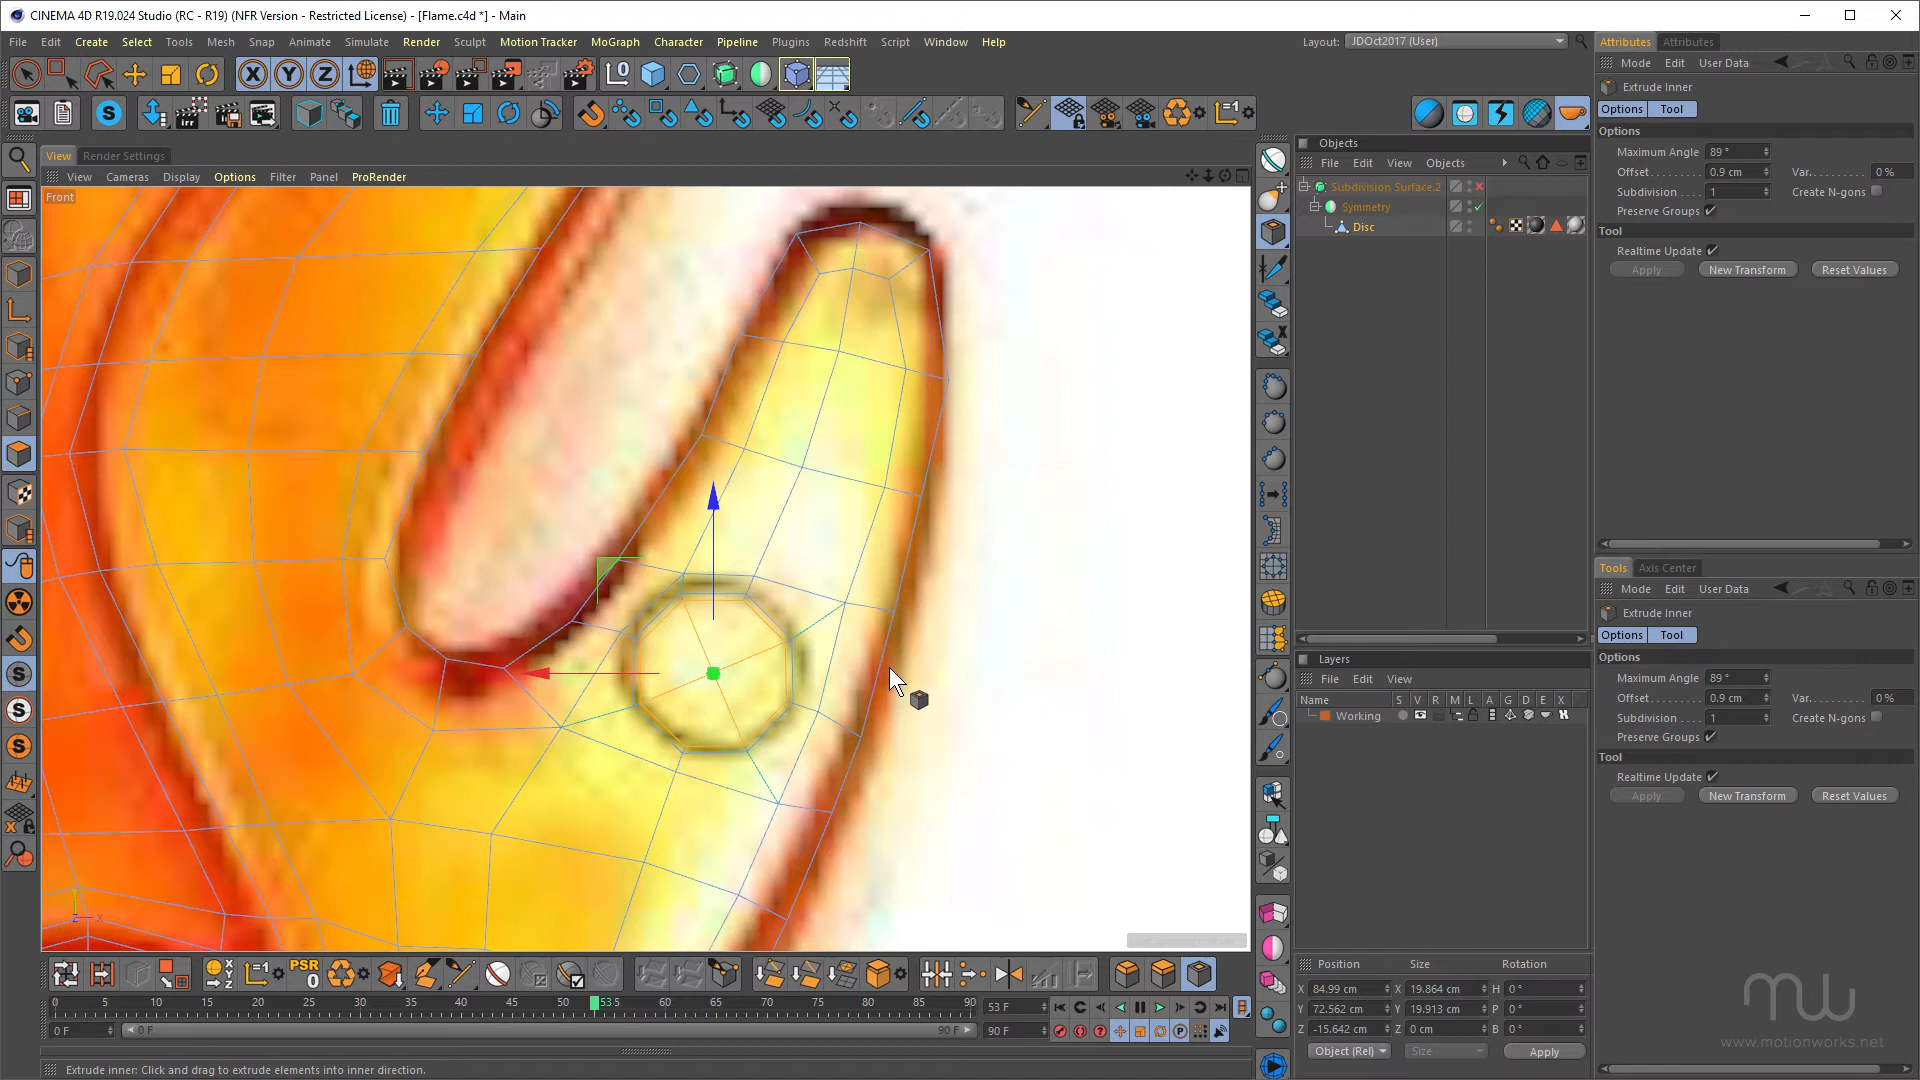 CINEMA 4D R19.024 Studio (RC - R19) (NFR Version - Restricted License) - [Flame.c4d *] - Main
File Edit Create Select Tools Mesh Snap Animate Simulate Render Sculpt Motion Tracker MoGraph Character Pipeline Plugins Redshift Script Window Help
Layout: JDOct2017 (User)
Attributes Attributes
Mode Edit User Data
Extrude Inner
Options Tool
Options
Maximum Angle 89 °
Offset. . . . . . . . . 0.9 cm Var. . . . . . . . . . 0 %
Subdivision . . . . 1 Create N-gons
Preserve Groups
Tool
Realtime Update
Apply New Transform Reset Values
View Render Settings
View Cameras Display Options Filter Panel ProRender
Front
Objects
File Edit View Objects
Subdivision Surface.2
Symmetry
Disc
Tools Axis Center
Mode Edit User Data
Extrude Inner
Options Tool
Options
Maximum Angle 89 °
Offset. . . . . . . . . 0.9 cm Var. . . . . . . . . . 0 %
Subdivision . . . . 1 Create N-gons
Preserve Groups
Tool
Realtime Update
Apply New Transform Reset Values
Layers
File Edit View
Name S V R M L A G D E X
Working
PSR
0
0 5 10 15 20 25 30 35 40 45 50 53.5 60 65 70 75 80 85 90
53 F
0 F 0 F 90 F 90 F
Position Size Rotation
X 84.99 cm X 19.864 cm H 0 °
Y 72.562 cm Y 19.913 cm P 0 °
Z -15.642 cm Z 0 cm B 0 °
Object (Rel) Size Apply
mw
www.motionworks.net
Extrude inner: Click and drag to extrude elements into inner direction.